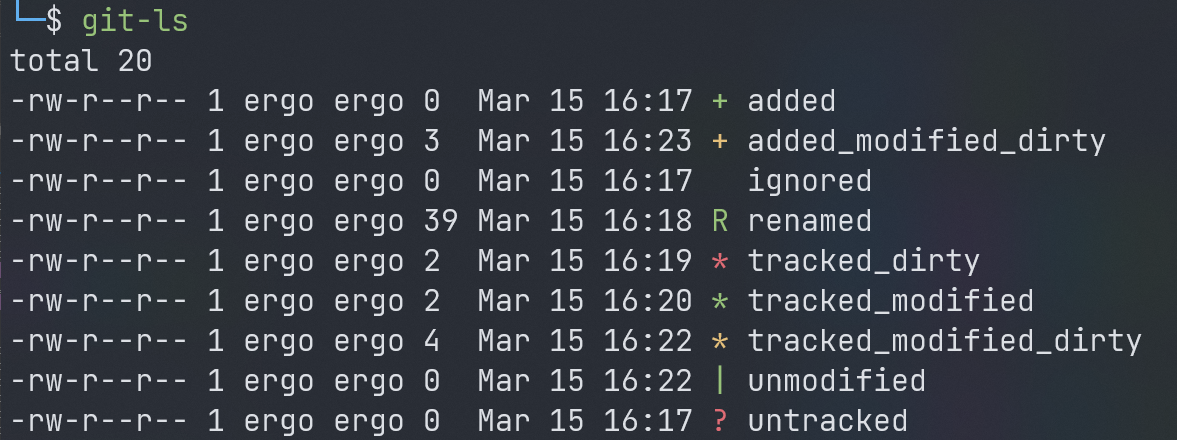 └─$ git-ls
total 20
-rw-r--r-- 1 ergo ergo 0  Mar 15 16:17 + added
-rw-r--r-- 1 ergo ergo 3  Mar 15 16:23 + added_modified_dirty
-rw-r--r-- 1 ergo ergo 0  Mar 15 16:17   ignored
-rw-r--r-- 1 ergo ergo 39 Mar 15 16:18 R renamed
-rw-r--r-- 1 ergo ergo 2  Mar 15 16:19 * tracked_dirty
-rw-r--r-- 1 ergo ergo 2  Mar 15 16:20 * tracked_modified
-rw-r--r-- 1 ergo ergo 4  Mar 15 16:22 * tracked_modified_dirty
-rw-r--r-- 1 ergo ergo 0  Mar 15 16:22 | unmodified
-rw-r--r-- 1 ergo ergo 0  Mar 15 16:17 ? untracked